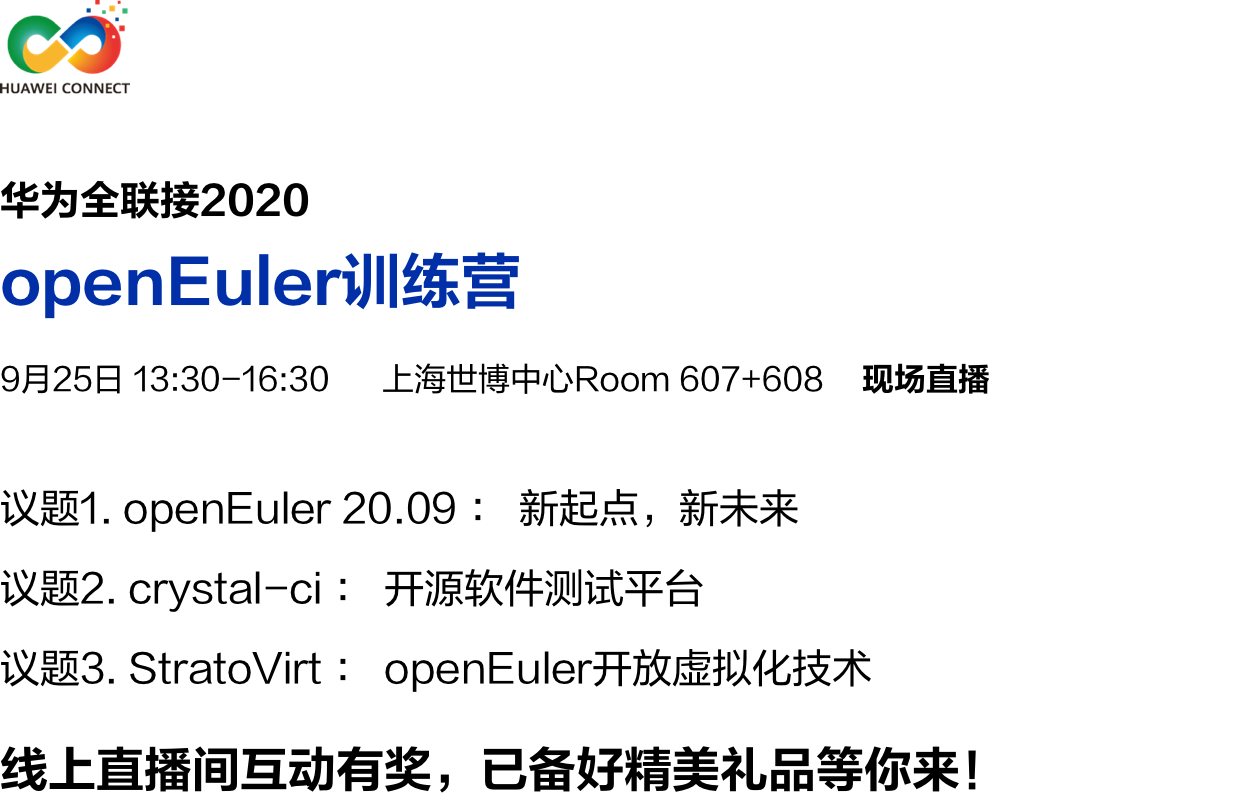 HUAWEI CONNECT
华为全联接2020
openEuler训练营
9月25日 13:30-16:30 上海世博中心Room 607+608 现场直播
议题1. openEuler 20.09： 新起点，新未来
议题2. crystal-ci： 开源软件测试平台
议题3. StratoVirt： openEuler开放虚拟化技术
线上直播间互动有奖，已备好精美礼品等你来！